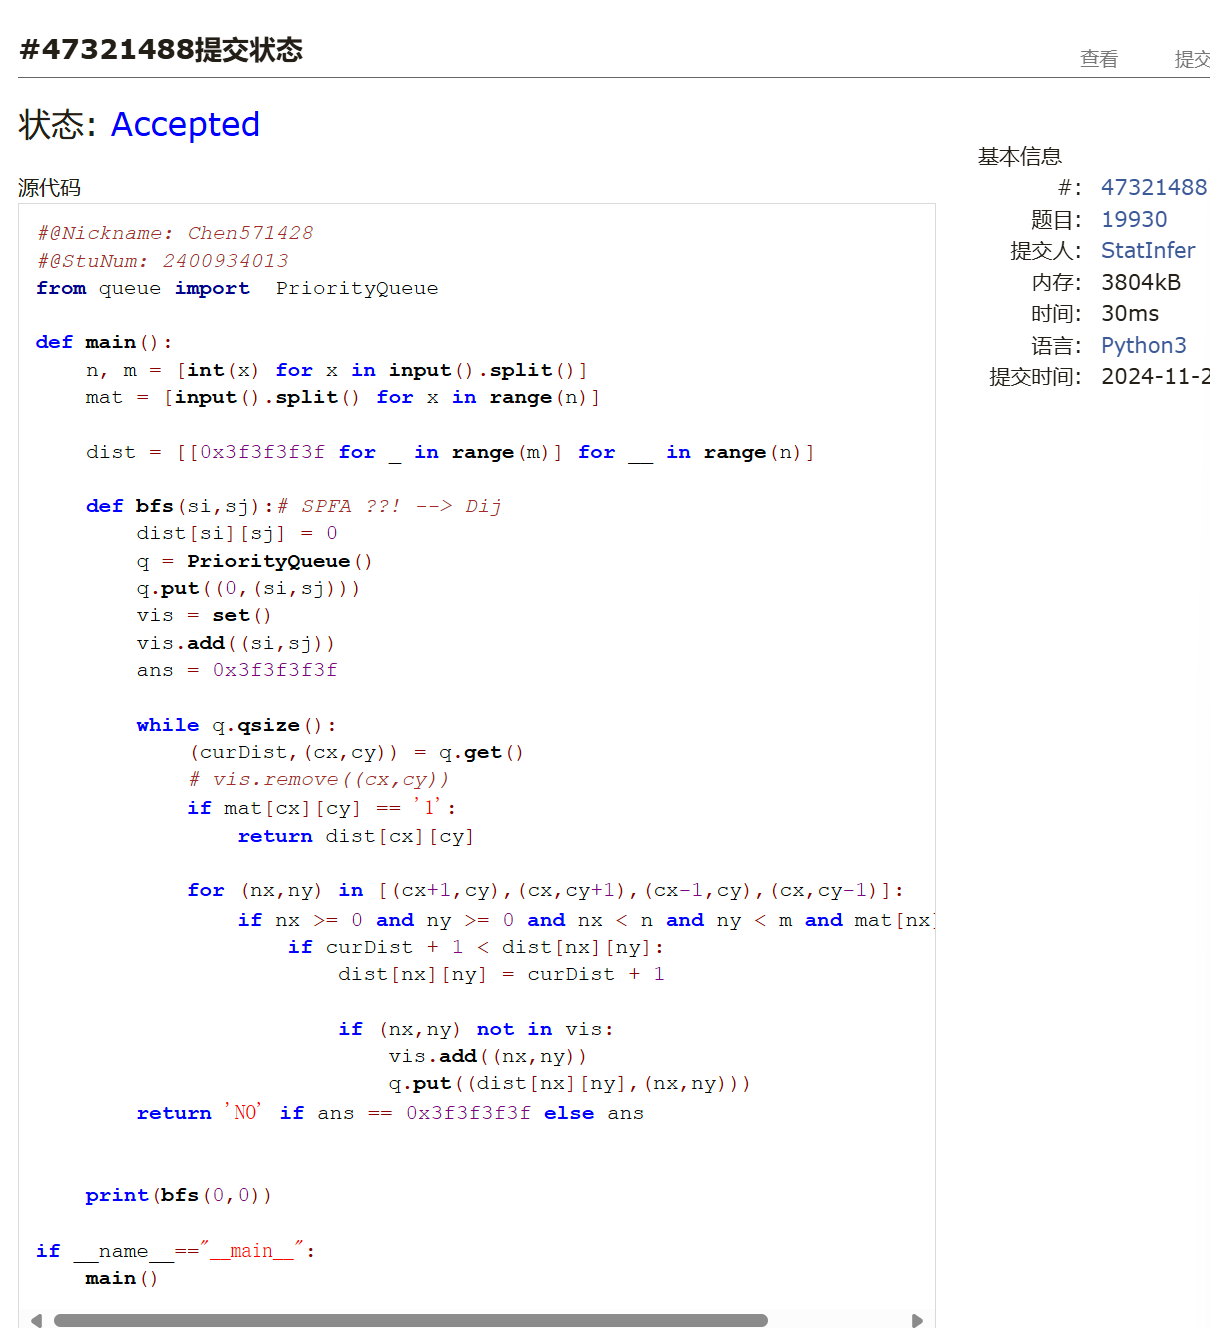 #47321488提交状态
查看 提交
状态: Accepted
源代码
#@Nickname: Chen571428
#@StuNum: 2400934013
from queue import  PriorityQueue
def main():
    n, m = [int(x) for x in input().split()]
    mat = [input().split() for x in range(n)]
    dist = [[0x3f3f3f3f for _ in range(m)] for __ in range(n)]
    def bfs(si,sj):# SPFA ??! --> Dij
        dist[si][sj] = 0
        q = PriorityQueue()
        q.put((0,(si,sj)))
        vis = set()
        vis.add((si,sj))
        ans = 0x3f3f3f3f
        while q.qsize():
            (curDist,(cx,cy)) = q.get()
            # vis.remove((cx,cy))
            if mat[cx][cy] == '1':
                return dist[cx][cy]
            for (nx,ny) in [(cx+1,cy),(cx,cy+1),(cx-1,cy),(cx,cy-1)]:
                if nx >= 0 and ny >= 0 and nx < n and ny < m and mat[nx]
                    if curDist + 1 < dist[nx][ny]:
                        dist[nx][ny] = curDist + 1
                        if (nx,ny) not in vis:
                            vis.add((nx,ny))
                            q.put((dist[nx][ny],(nx,ny)))
        return 'NO' if ans == 0x3f3f3f3f else ans
    print(bfs(0,0))
if __name__=="__main__":
    main()
基本信息
#: 47321488
题目: 19930
提交人: StatInfer
内存: 3804kB
时间: 30ms
语言: Python3
提交时间: 2024-11-2